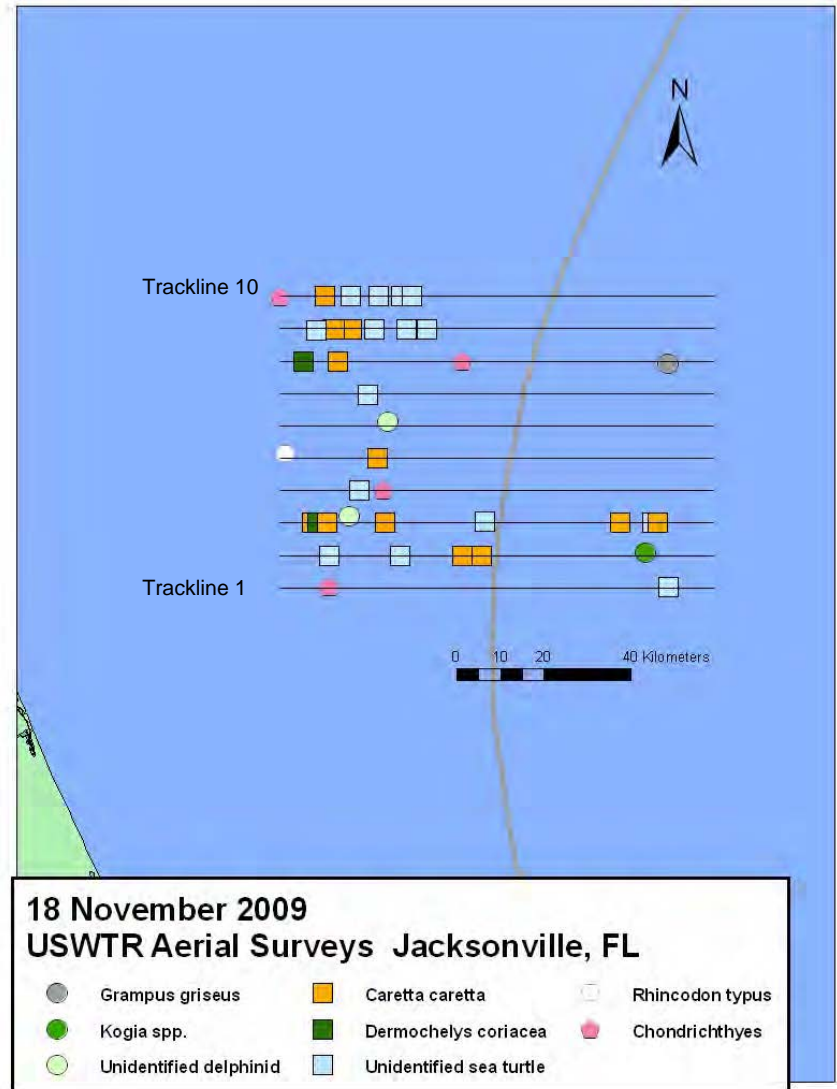 N
Trackline 10
Trackline 1
0 10 20 40 Kilometers
18 November 2009
USWTR Aerial Surveys Jacksonville, FL
Grampus griseus
Caretta caretta
Rhincodon typus
Kogia spp.
Dermochelys coriacea
Chondrichthyes
Unidentified delphinid
Unidentified sea turtle